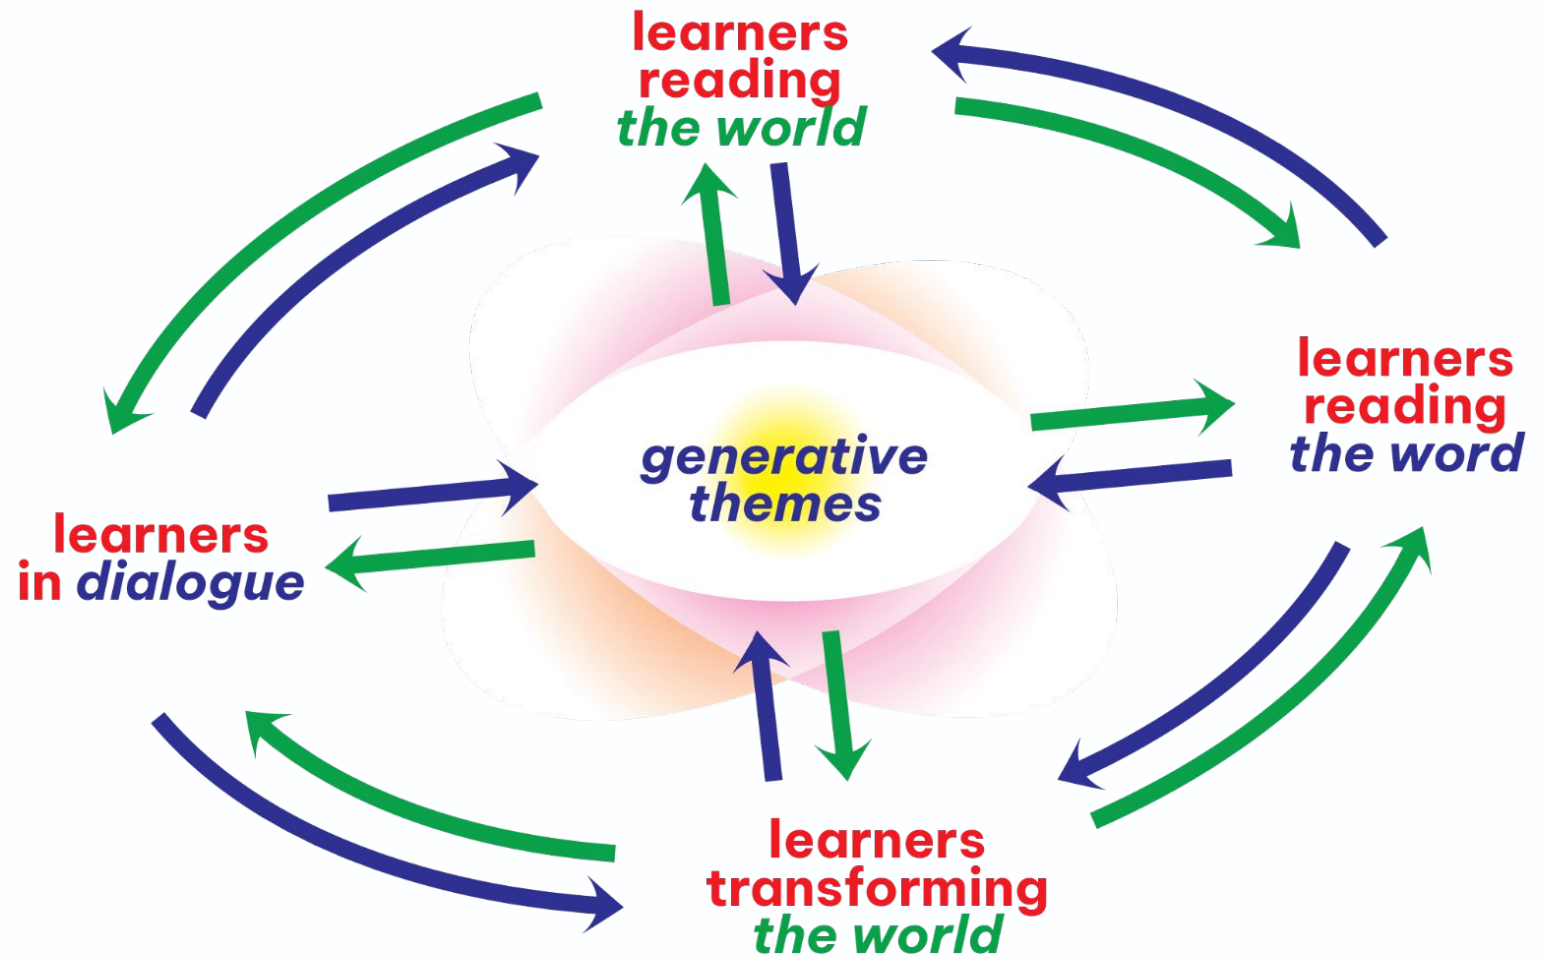 learners
reading
the world
learners
reading
the word
generative
themes
learners
in dialogue
learners
transforming
the world